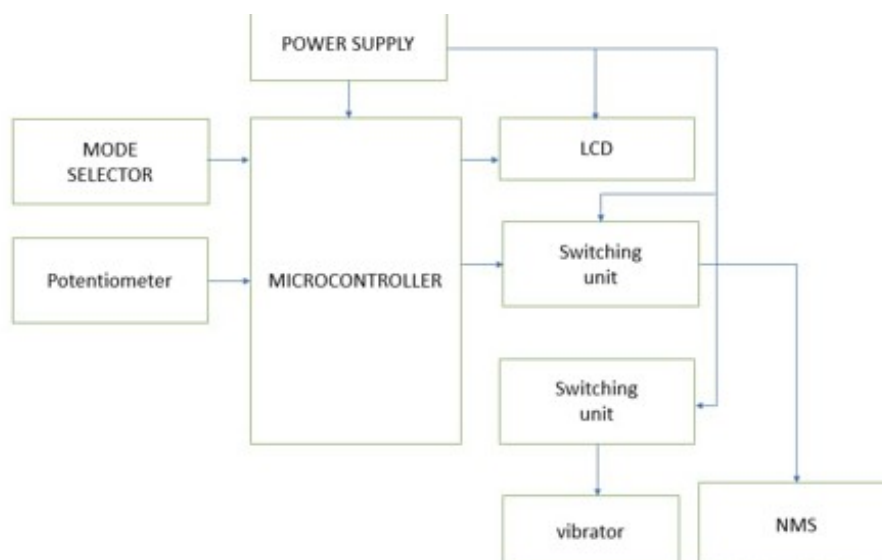 POWER SUPPLY
MODE
SELECTOR
LCD
Potentiometer
MICROCONTROLLER
Switching
unit
Switching
unit
vibrator
NMS